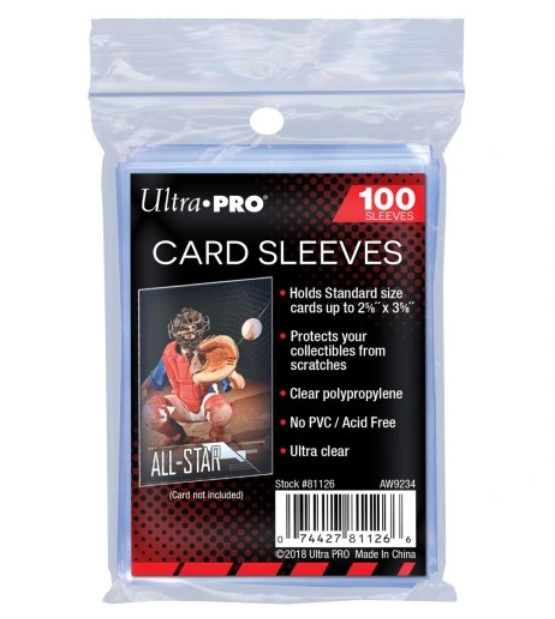 Ultra•PRO®
100
SLEEVES
CARD SLEEVES
• Holds Standard size
cards up to 2⅝˝ x 3⅝˝
• Protects your
collectibles from
scratches
• Clear polypropylene
• No PVC / Acid Free
• Ultra clear
ALL-STAR
(Card not included)
Stock #81126 AW9234
0 74427 81126 6
©2018 Ultra PRO Made In China